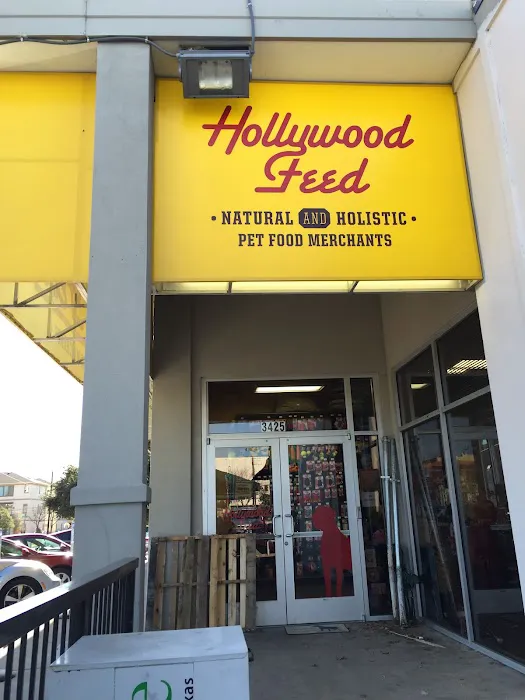 Hollywood
Feed
• NATURAL AND HOLISTIC •
PET FOOD MERCHANTS
3425